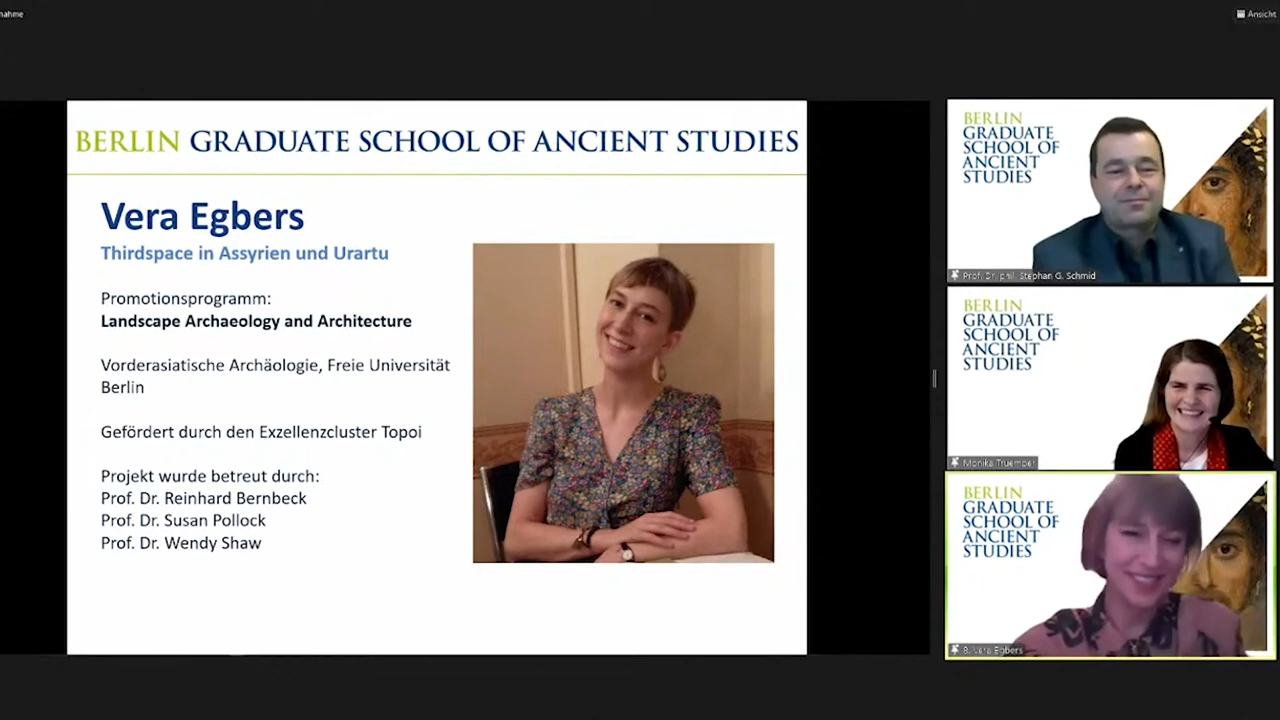 nahme
Ansicht
BERLIN GRADUATE SCHOOL OF ANCIENT STUDIES
Vera Egbers
Thirdspace in Assyrien und Urartu
Promotionsprogramm:
Landscape Archaeology and Architecture
Vorderasiatische Archäologie, Freie Universität
Berlin
Gefördert durch den Exzellenzcluster Topoi
Projekt wurde betreut durch:
Prof. Dr. Reinhard Bernbeck
Prof. Dr. Susan Pollock
Prof. Dr. Wendy Shaw
BERLIN
GRADUATE
SCHOOL OF
ANCIENT
STUDIES
Prof. Dr. phil. Stephan G. Schmid
BERLIN
GRADUATE
SCHOOL OF
ANCIENT
STUDIES
Monika Truemper
BERLIN
GRADUATE
SCHOOL OF
ANCIENT
STUDIES
8. Vera Egbers